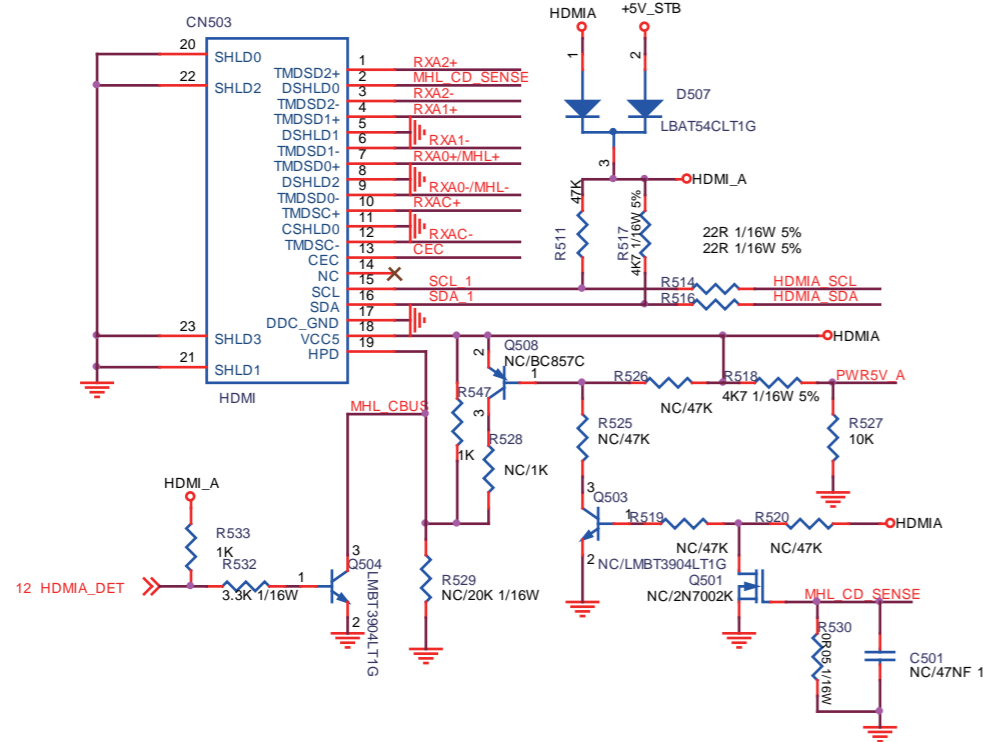 CN503
HDMIA
+5V_STB
20
SHLD0
22
SHLD2
23
SHLD3
21
SHLD1
HDMI
TMDSD2+
1
RXA2+
DSHLD0
2
MHL_CD_SENSE
TMDSD2-
3
RXA2-
TMDSD1+
4
RXA1+
DSHLD1
5
TMDSD1-
6
RXA1-
TMDSD0+
7
RXA0+/MHL+
DSHLD2
8
TMDSD0-
9
RXA0-/MHL-
TMDSC+
10
RXAC+
CSHLD0
11
TMDSC-
12
RXAC-
CEC
13
CEC
NC
14
SCL
15
SCL_1
SDA
16
SDA_1
DDC_GND
17
VCC5
18
HPD
19
1
2
D507
LBAT54CLT1G
3
HDMI_A
R511
47K
R517
4K7 1/16W 5%
22R 1/16W 5%
22R 1/16W 5%
R514
HDMIA_SCL
R516
HDMIA_SDA
HDMIA
2
Q508
NC/BC857C
1
3
R526
NC/47K
R518
4K7 1/16W 5%
PWR5V_A
R527
10K
R547
1K
R528
NC/1K
R525
NC/47K
MHL_CBUS
HDMI_A
R533
1K
R532
3.3K 1/16W
12 HDMIA_DET
1
3
Q504
2
LMBT3904LT1G
R529
NC/20K 1/16W
3
Q503
1
2
NC/LMBT3904LT1G
R519
NC/47K
R520
NC/47K
HDMIA
Q501
NC/2N7002K
MHL_CD_SENSE
R530
0R05 1/16W
C501
NC/47NF 1